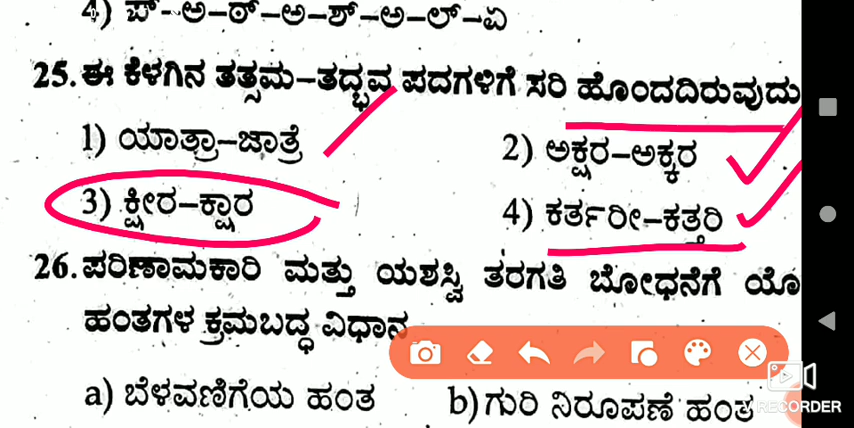 4) ಪ್-ಅ-ಠ್-ಅ-ಶ್-ಅ-ಲ್-ಎ
25. ಈ ಕೆಳಗಿನ ತತ್ಸಮ-ತದ್ಭವ ಪದಗಳಿಗೆ ಸರಿ ಹೊಂದದಿರುವುದು
1) ಯಾತ್ರಾ-ಜಾತ್ರೆ 2) ಅಕ್ಷರ-ಅಕ್ಕರ
3) ಕ್ಷೀರ-ಕ್ಷಾರ 4) ಕರ್ತರೀ-ಕತ್ತರಿ
26. ಪರಿಣಾಮಕಾರಿ ಮತ್ತು ಯಶಸ್ವಿ ತರಗತಿ ಬೋಧನೆಗೆ ಯೊ
ಹಂತಗಳ ಕ್ರಮಬದ್ಧ ವಿಧಾನ
a) ಬೆಳವಣಿಗೆಯ ಹಂತ b) ಗುರಿ ನಿರೂಪಣೆ ಹಂತ
RECORDER